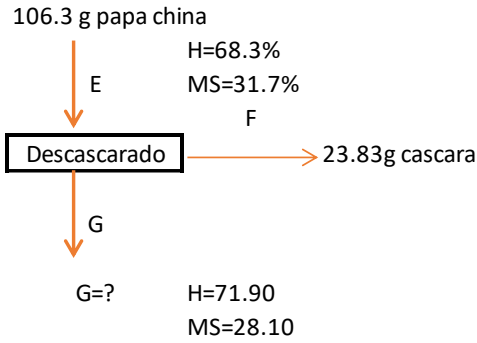 106.3 g papa china
H=68.3%
E
MS=31.7%
F
Descascarado
23.83g cascara
G
G=?
H=71.90
MS=28.10